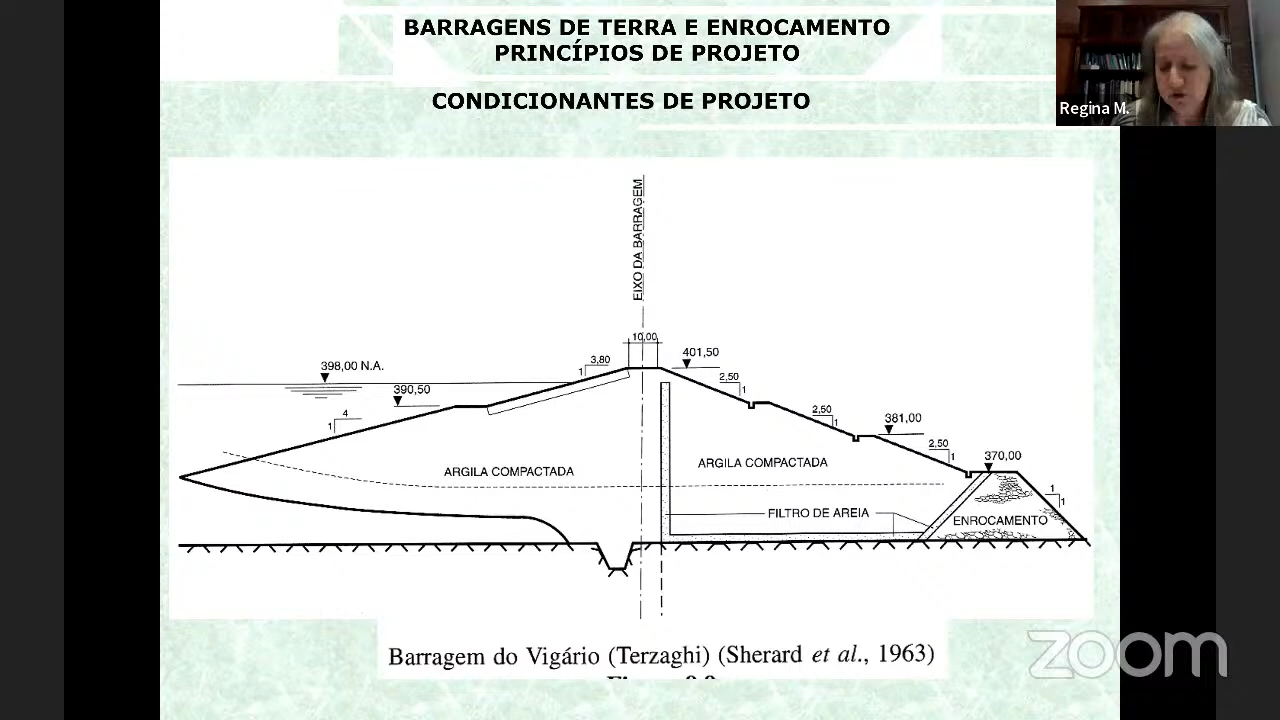 BARRAGENS DE TERRA E ENROCAMENTO
PRINCÍPIOS DE PROJETO
CONDICIONANTES DE PROJETO
Regina M.
EIXO DA BARRAGEM
10,00
401,50
3,80
1
398,00 N.A.
390,50
2,50
1
4
1
2,50
1
381,00
2,50
1
370,00
ARGILA COMPACTADA
ARGILA COMPACTADA
1
1
FILTRO DE AREIA
ENROCAMENTO
Barragem do Vigário (Terzaghi) (Sherard et al., 1963)
zoom